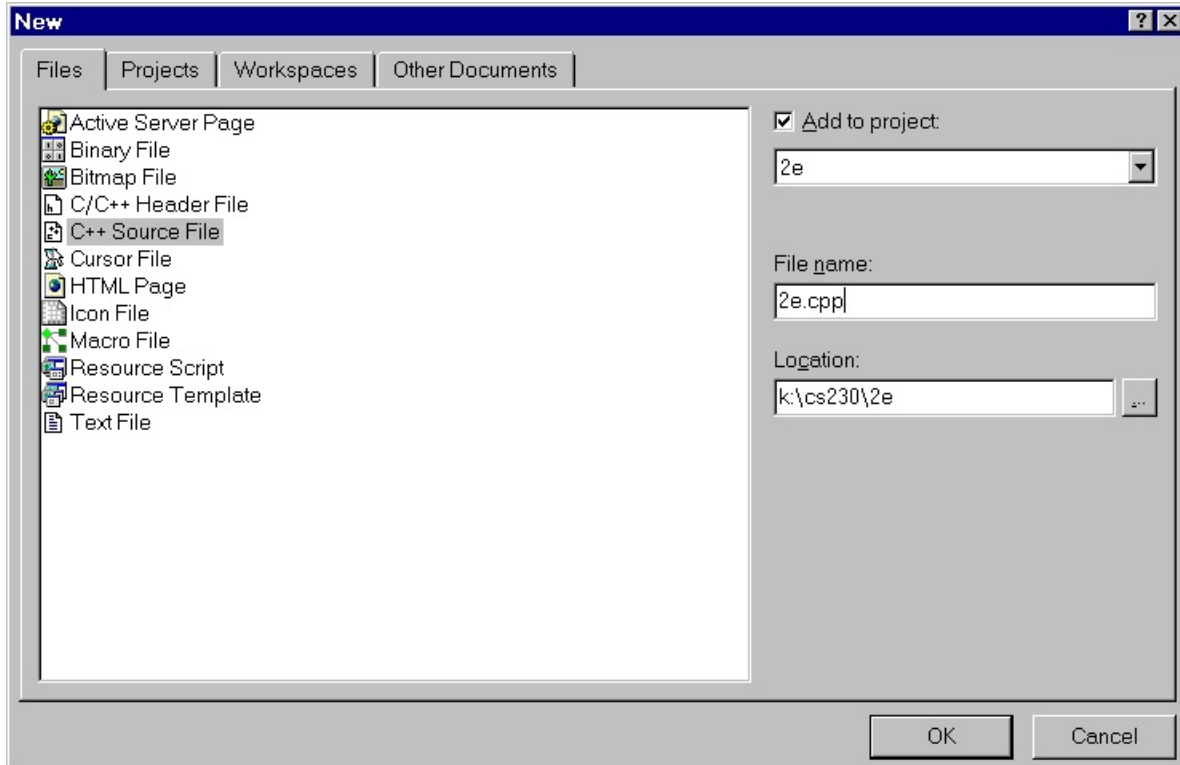 New
Files Projects Workspaces Other Documents
Active Server Page
Binary File
Bitmap File
C/C++ Header File
C++ Source File
Cursor File
HTML Page
Icon File
Macro File
Resource Script
Resource Template
Text File
Add to project:
2e
File name:
2e.cpp
Location:
k:\cs230\2e
...
OK Cancel